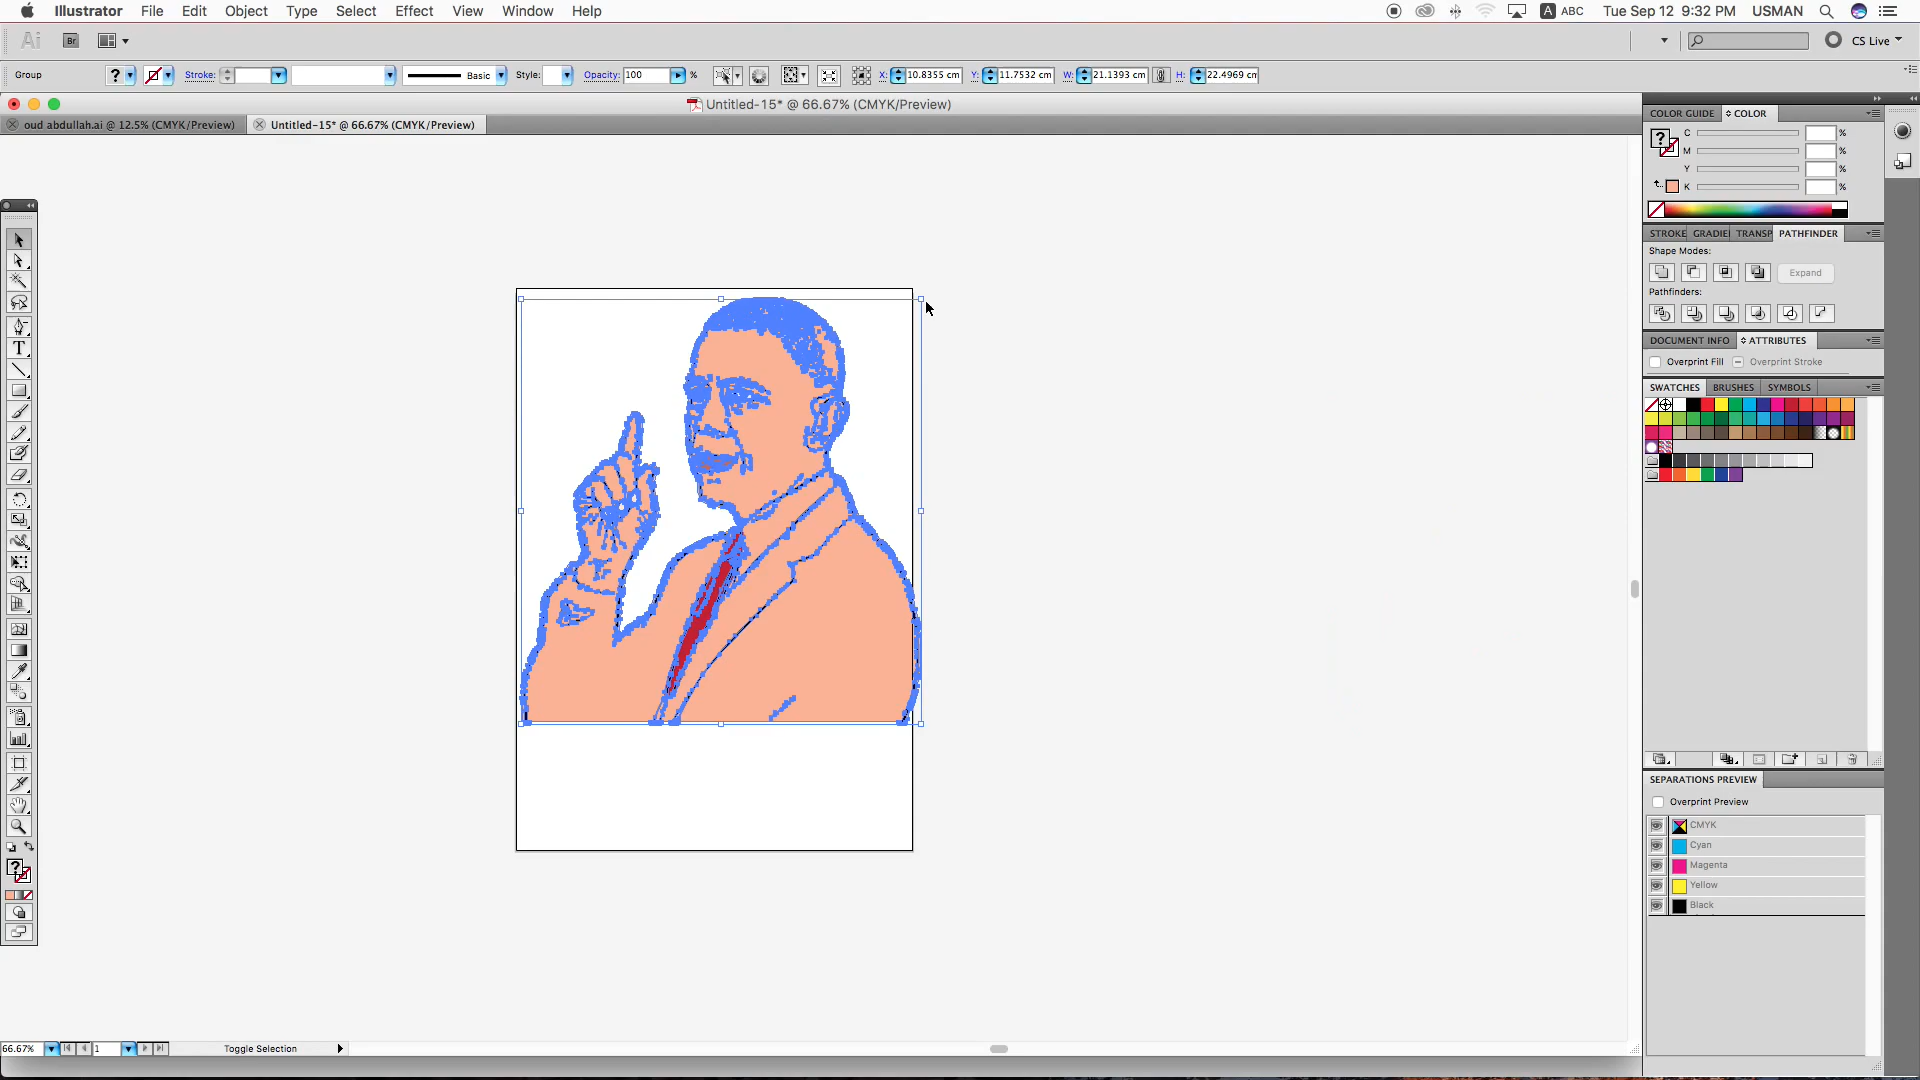 Illustrator File Edit Object Type Select Effect View Window Help
A ABC Tue Sep 12 9:32 PM USMAN
Ai Br CS Live
Group ? Stroke: Basic Style: Opacity: 100 % X: 10.8355 cm Y: 11.7532 cm W: 21.1393 cm H: 22.4969 cm
Untitled-15* @ 66.67% (CMYK/Preview)
oud abdullah.ai @ 12.5% (CMYK/Preview) Untitled-15* @ 66.67% (CMYK/Preview)
COLOR GUIDE COLOR
C %
M %
Y %
K %
STROKE GRADIE TRANSP PATHFINDER
Shape Modes:
Expand
Pathfinders:
DOCUMENT INFO ATTRIBUTES
Overprint Fill Overprint Stroke
SWATCHES BRUSHES SYMBOLS
SEPARATIONS PREVIEW
Overprint Preview
CMYK
Cyan
Magenta
Yellow
Black
66.67% 1 Toggle Selection